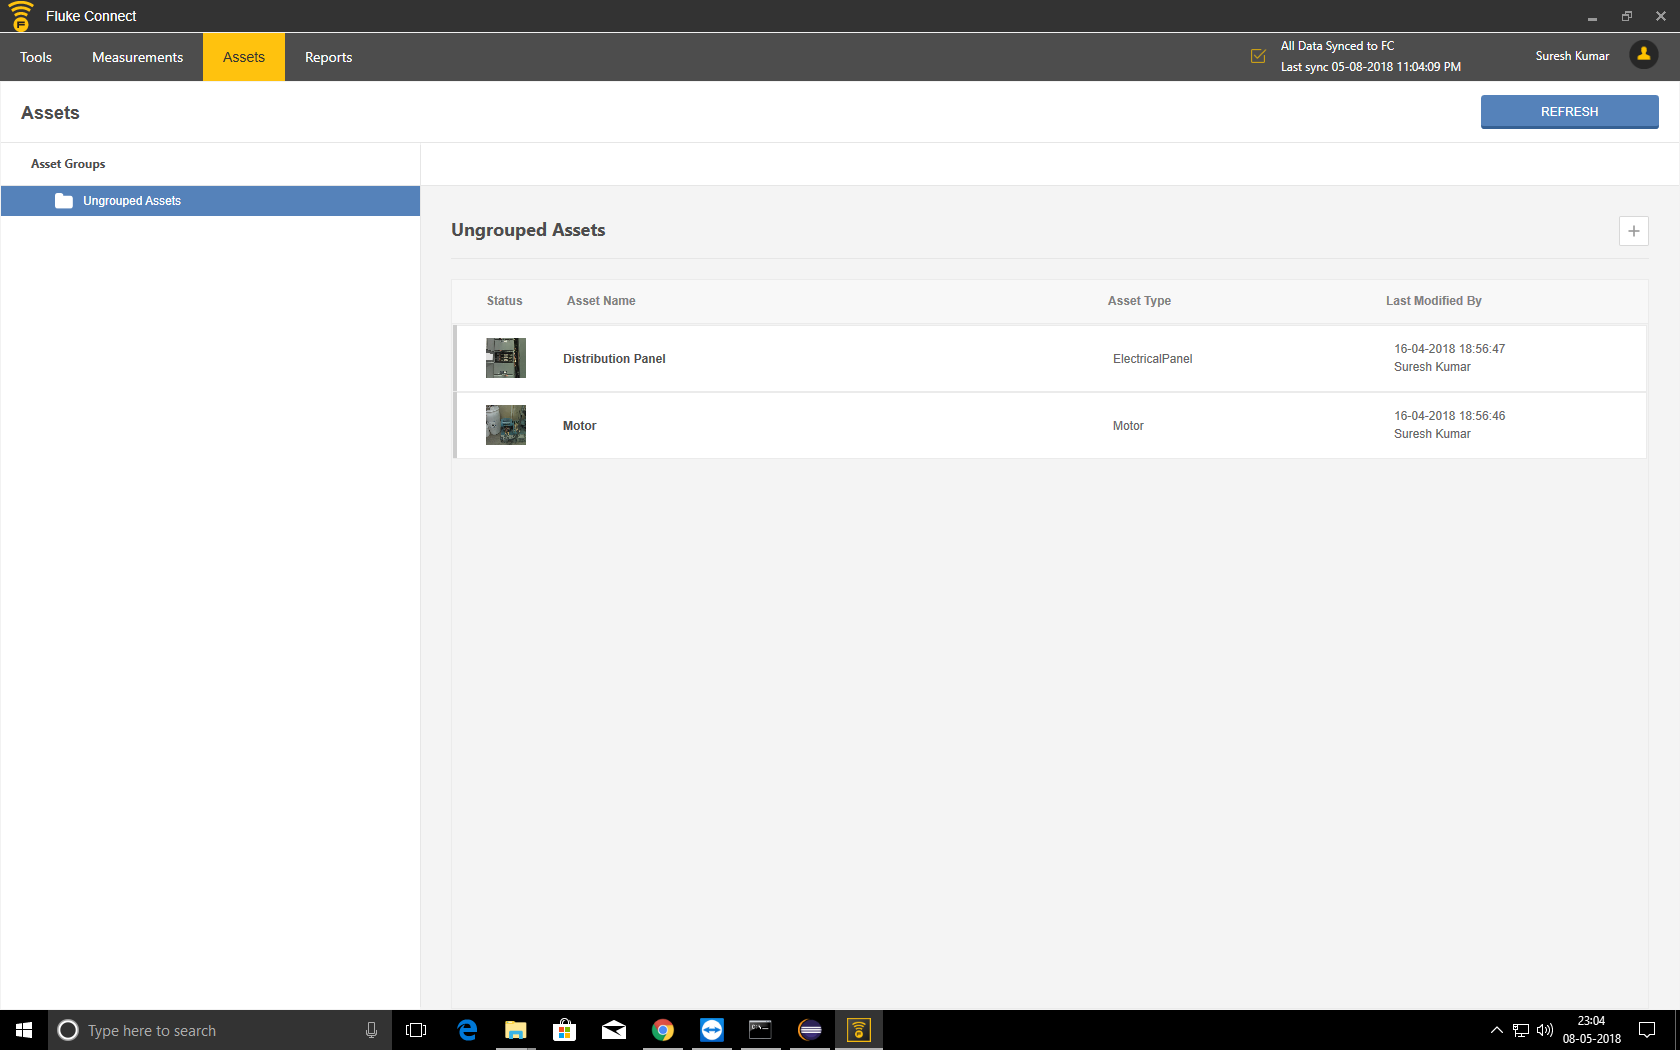 Fluke Connect
Tools
Measurements
Assets
Reports
All Data Synced to FC
Last sync 05-08-2018 11:04:09 PM
Suresh Kumar
Assets
REFRESH
Asset Groups
Ungrouped Assets
Ungrouped Assets
Status
Asset Name
Asset Type
Last Modified By
Distribution Panel
ElectricalPanel
16-04-2018 18:56:47
Suresh Kumar
Motor
Motor
16-04-2018 18:56:46
Suresh Kumar
Type here to search
23:04
08-05-2018